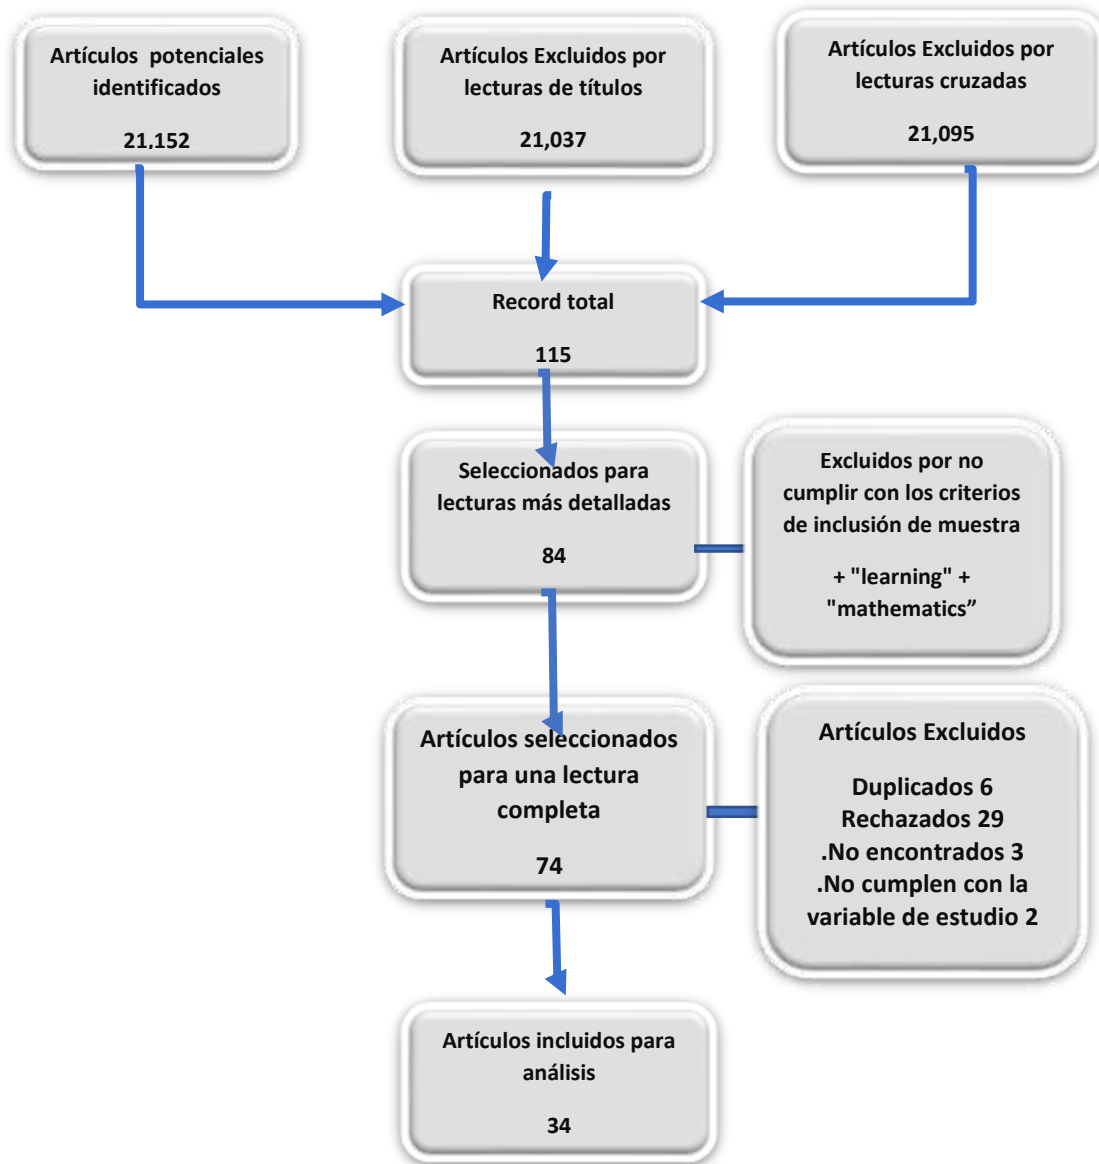 Artículos potenciales
identificados
21,152
Artículos Excluidos por
lecturas de títulos
21,037
Artículos Excluidos por
lecturas cruzadas
21,095
Record total
115
Seleccionados para
lecturas más detalladas
84
Excluidos por no
cumplir con los criterios
de inclusión de muestra
+ "learning" +
"mathematics”
Artículos seleccionados
para una lectura
completa
74
Artículos Excluidos
Duplicados 6
Rechazados 29
.No encontrados 3
.No cumplen con la
variable de estudio 2
Artículos incluidos para
análisis
34